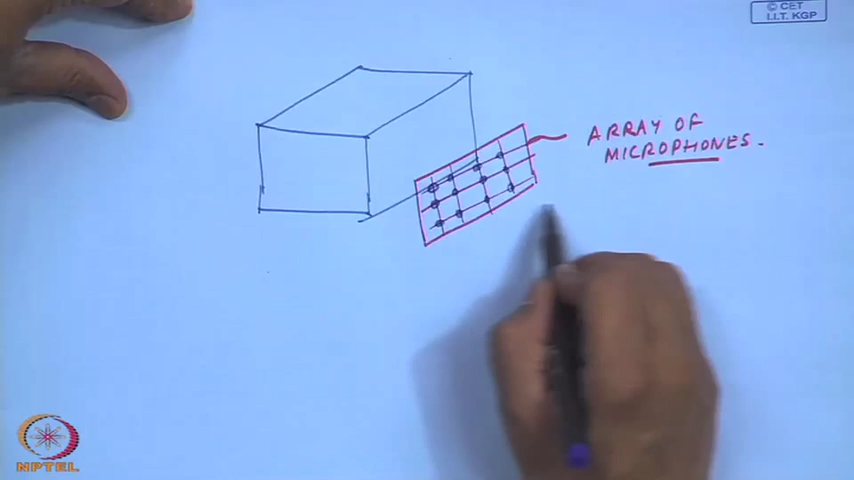 © CET
I.I.T. KGP
ARRAY OF
MICROPHONES.
NPTEL